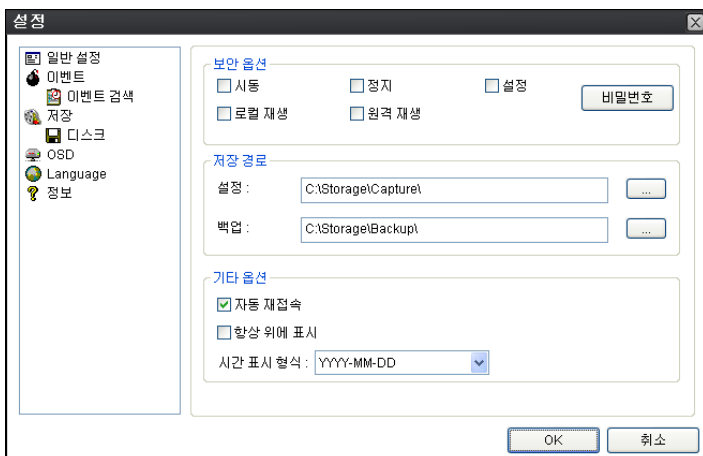 설정
일반 설정
이벤트
이벤트 검색
저장
디스크
OSD
Language
정보
보안 옵션
시동 정지 설정
로컬 재생 원격 재생
비밀번호
저장 경로
설정 : C:\Storage\Capture\ ...
백업 : C:\Storage\Backup\ ...
기타 옵션
자동 재접속
항상 위에 표시
시간 표시 형식 : YYYY-MM-DD
OK 취소